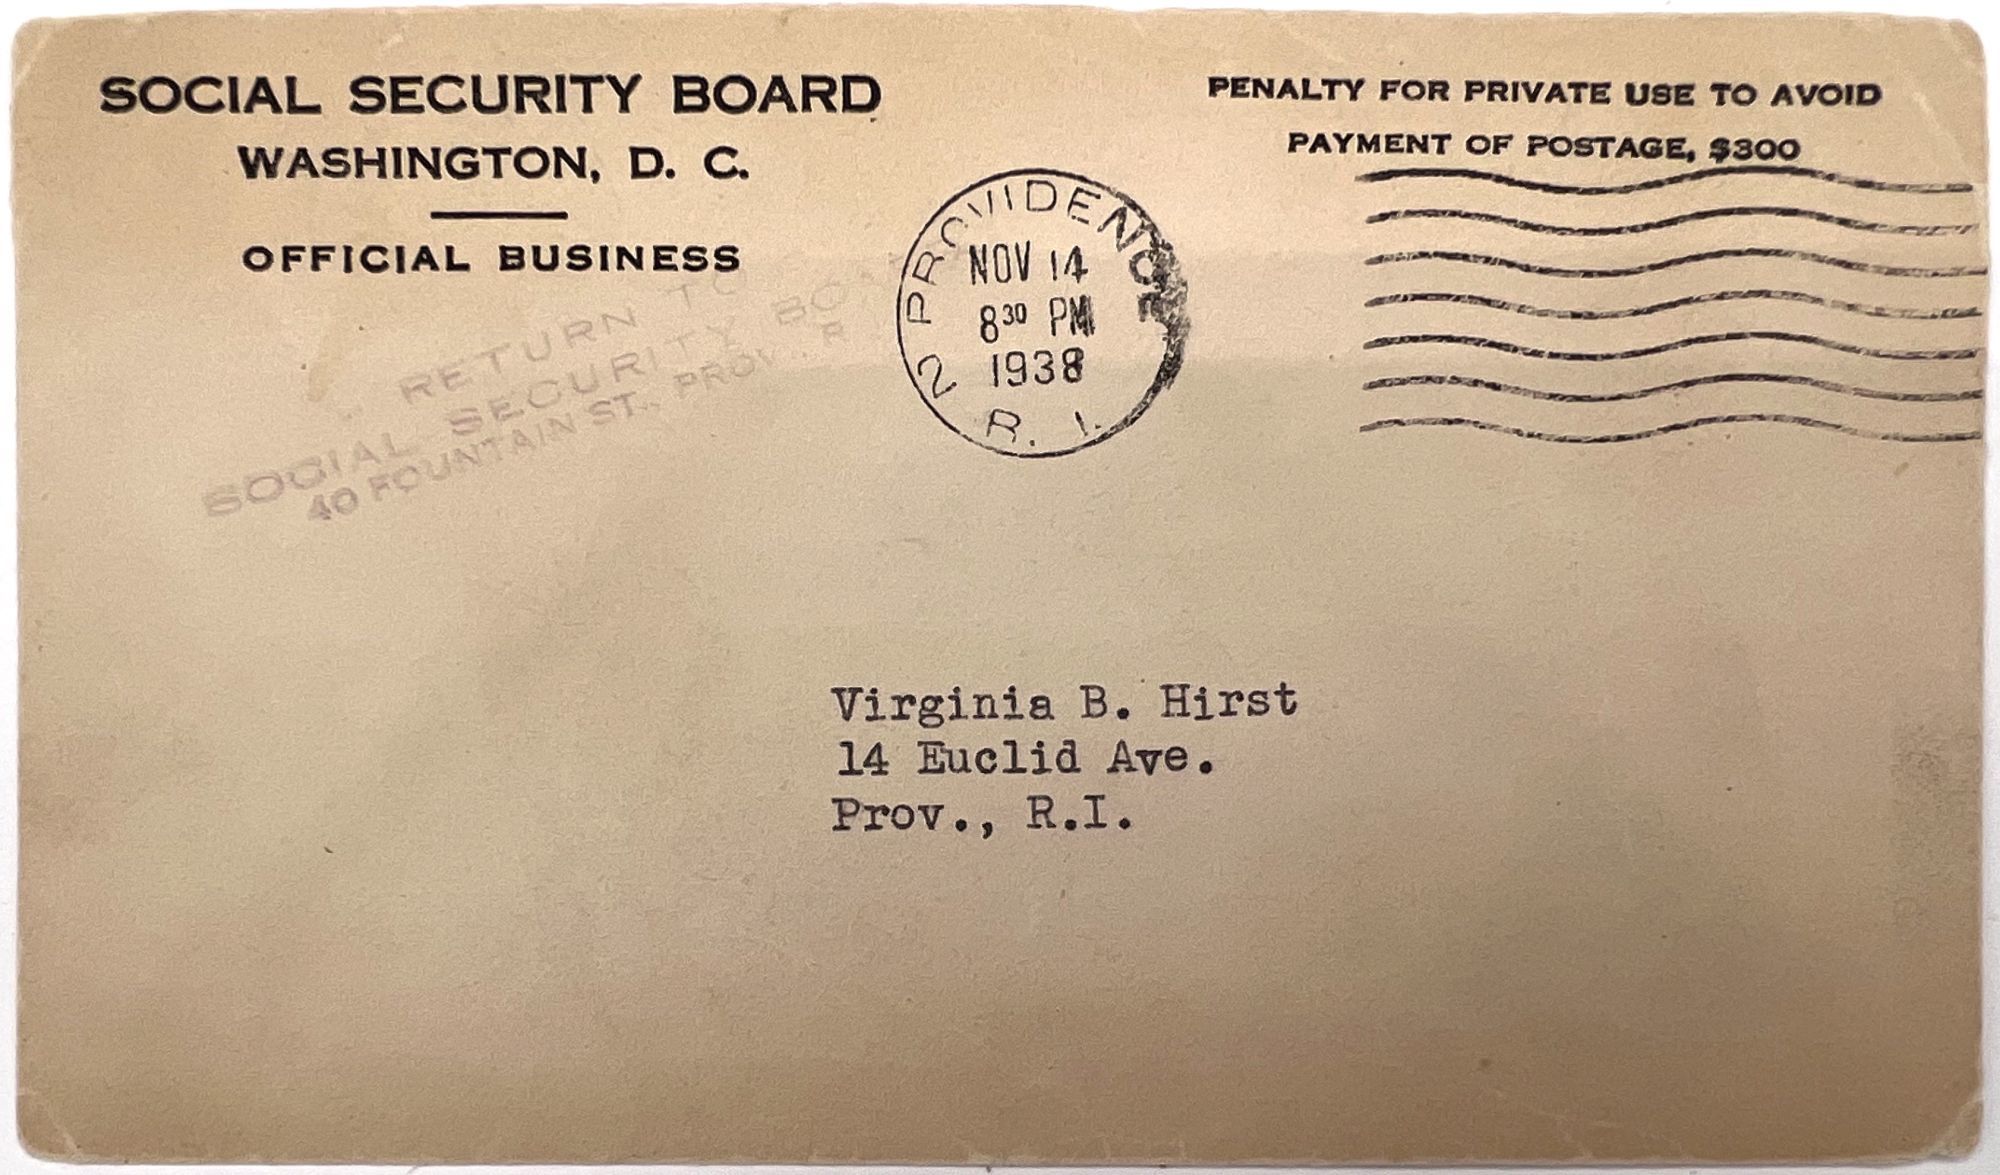 SOCIAL SECURITY BOARD
WASHINGTON, D. C.
OFFICIAL BUSINESS
PENALTY FOR PRIVATE USE TO AVOID
PAYMENT OF POSTAGE, $300
PROVIDENCE
2
NOV 14
8³⁰ PM
1938
R. I.
RETURN TO
SOCIAL SECURITY
40 FOUNTAIN ST., PROV.
Virginia B. Hirst
14 Euclid Ave.
Prov., R.I.